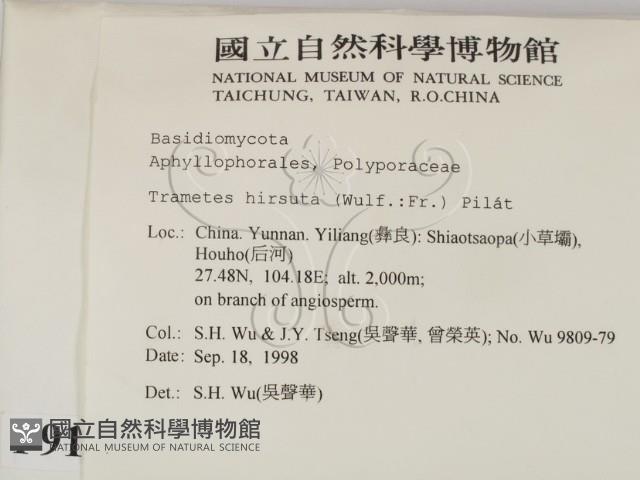 國立自然科學博物館
NATIONAL MUSEUM OF NATURAL SCIENCE
TAICHUNG, TAIWAN, R.O.CHINA
Basidiomycota
Aphyllophorales, Polyporaceae
Trametes hirsuta (Wulf.:Fr.) Pilát
Loc.: China. Yunnan. Yiliang(彝良): Shiaotsaopa(小草壩),
Houho(后河)
27.48N, 104.18E; alt. 2,000m;
on branch of angiosperm.
Col.: S.H. Wu & J.Y. Tseng(吳聲華, 曾榮英); No. Wu 9809-79
Date: Sep. 18, 1998
Det.: S.H. Wu(吳聲華)
國立自然科學博物館
NATIONAL MUSEUM OF NATURAL SCIENCE